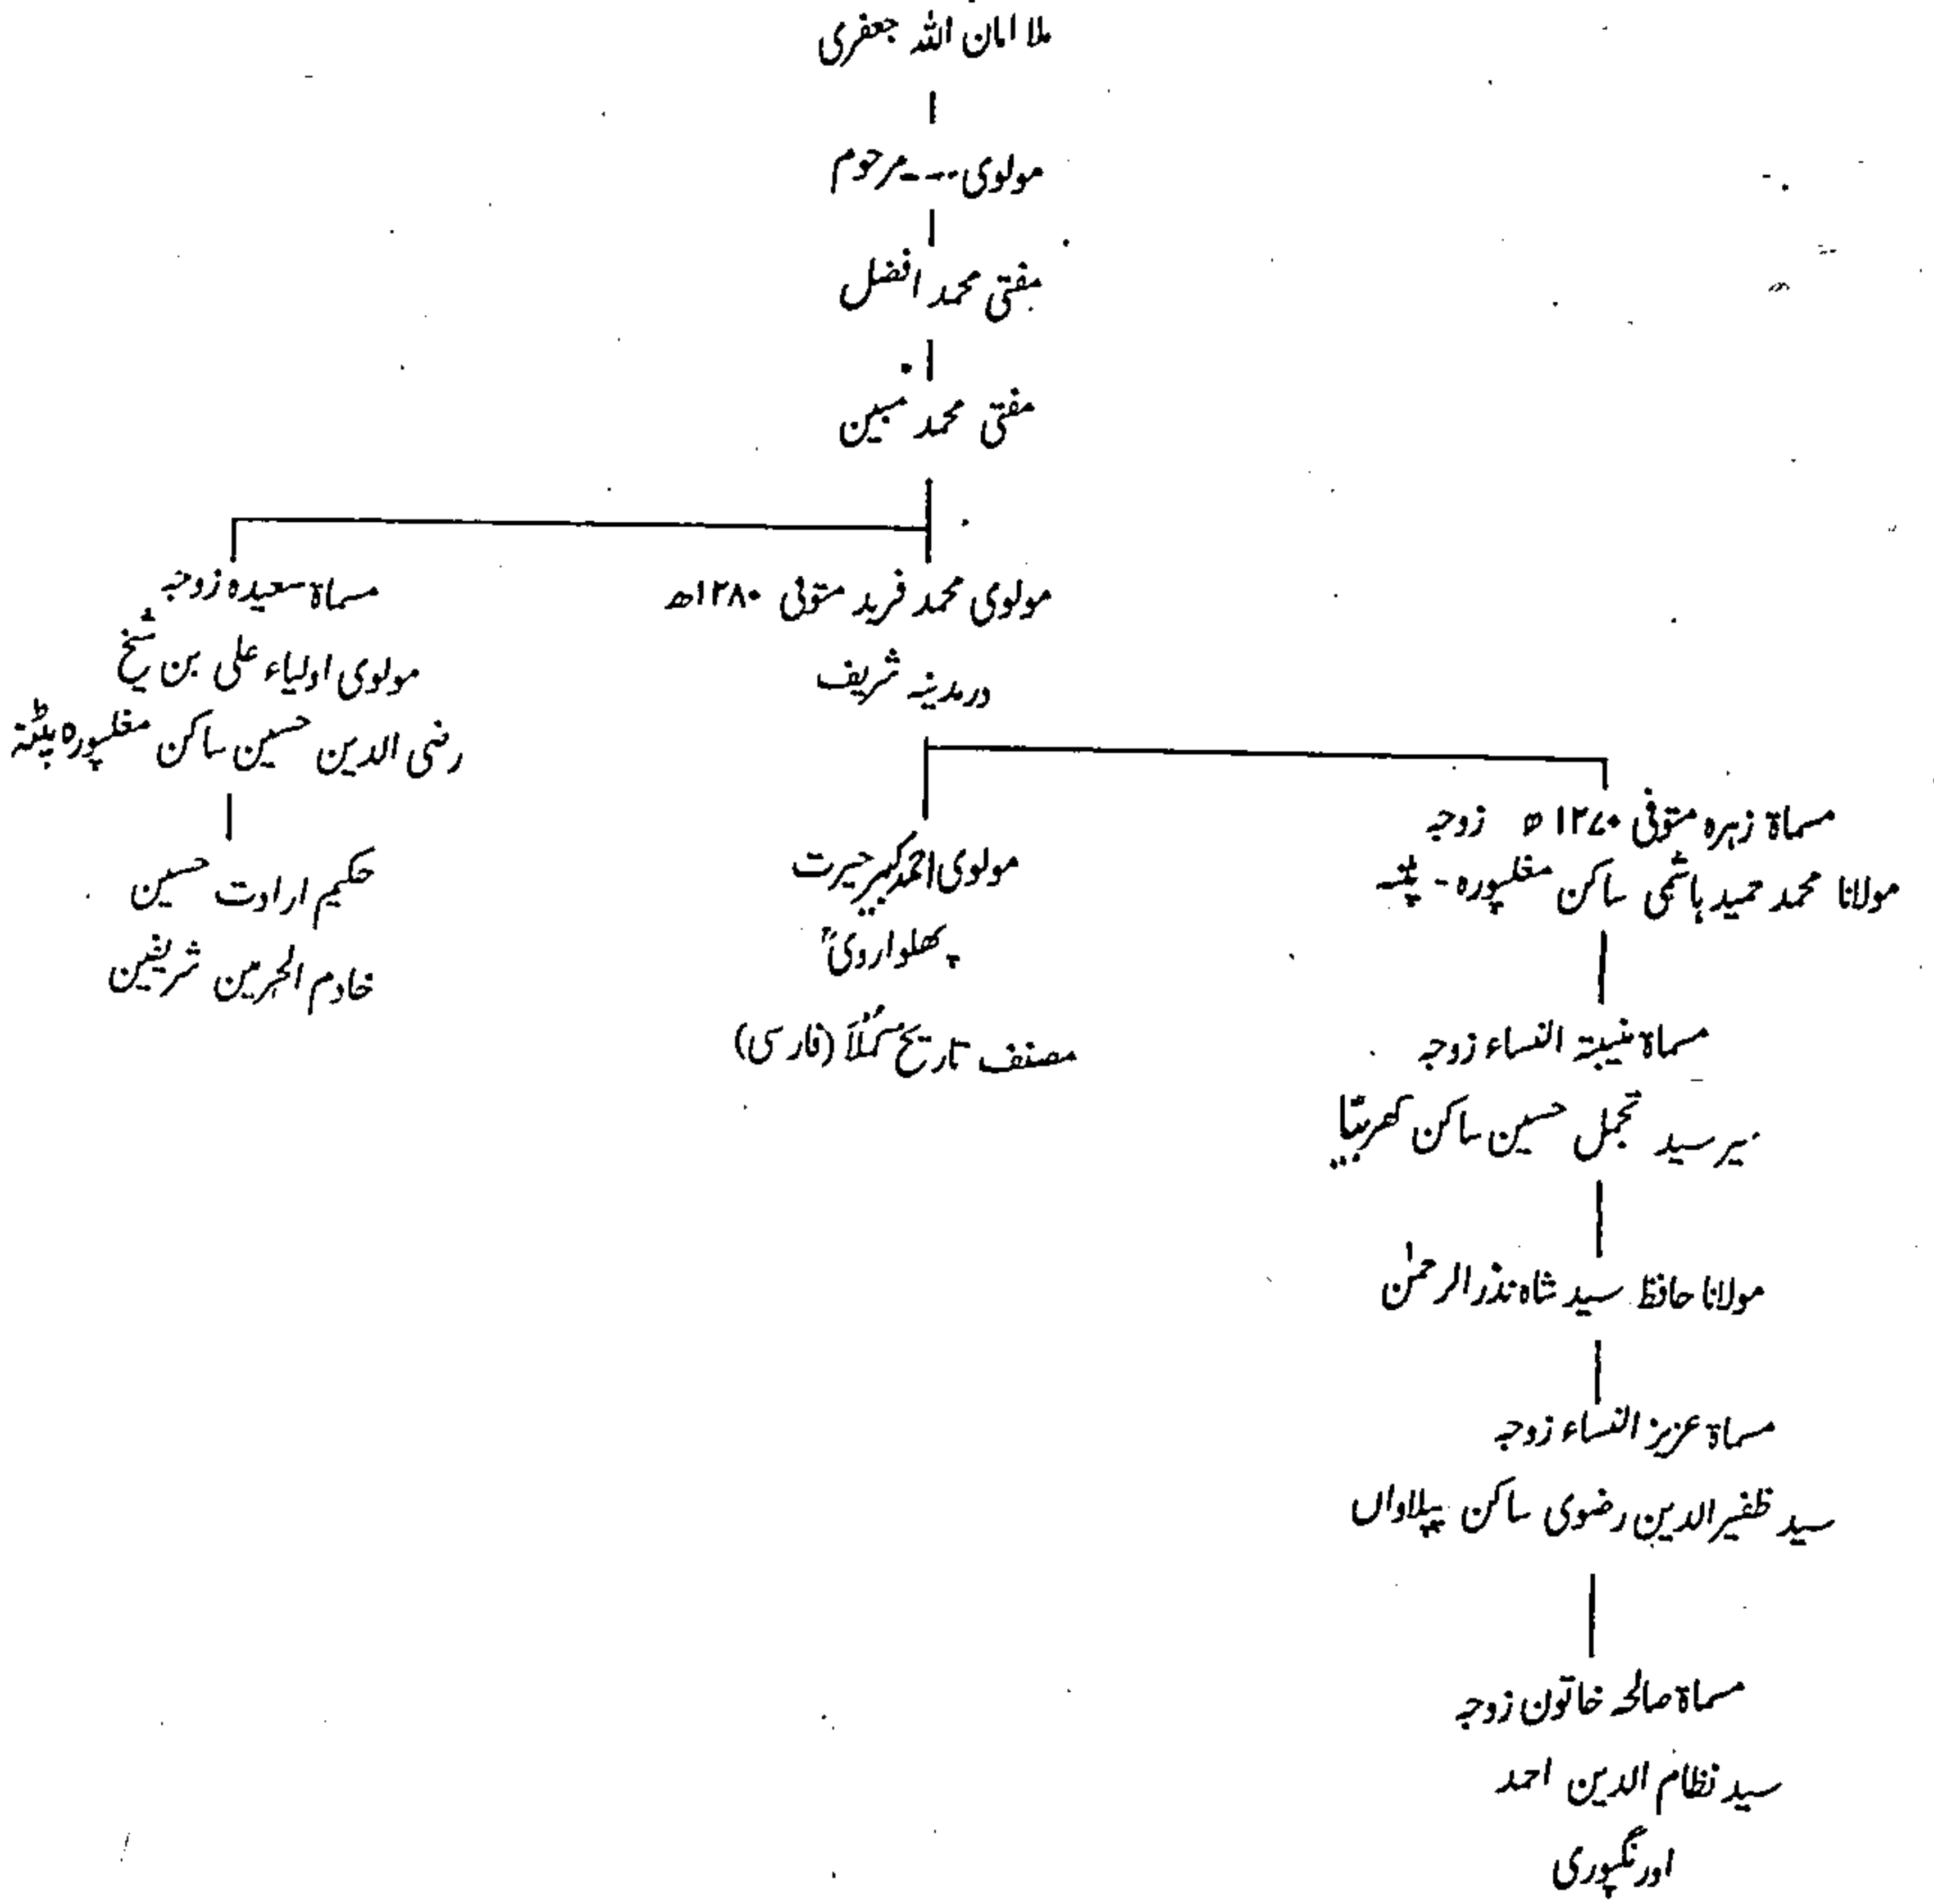 ملا امان اللہ جعفری
مولوی ---- مرحوم
مفتی محمد افضل
مفتی محمد مبین
مولوی محمد فرید متوفی ۱۲۸۰ھ
در مدینہ شریف
مسماۃ سعیدہ زوجہ
مولوی اولیاء علی بن شیخ
رضی الدین حسین ساکن مغلپورہ پٹنہ
حکیم ارادت حسین
خادم الحرمین شریفین
مسماۃ زہرہ متوفی ۱۲۷۰ھ زوجہ
مولانا محمد حمید ہاشمی ساکن مغلپورہ - پٹنہ
مولوی احمد کبیر حیرت
پھلواروی
مصنف تاریخ کملا (فارسی)
مسماۃ النساء زوجہ
میر سید تجمل حسین ساکن
مولانا حافظ سید شاہ نذر الرحمٰن
مسماۃ عزیز النساء زوجہ
سید ظفیر الدین رضوی ساکن پپلاواں
مسماۃ صالحہ خاتون زوجہ
سید نظام الدین احمد
اورنگپوری